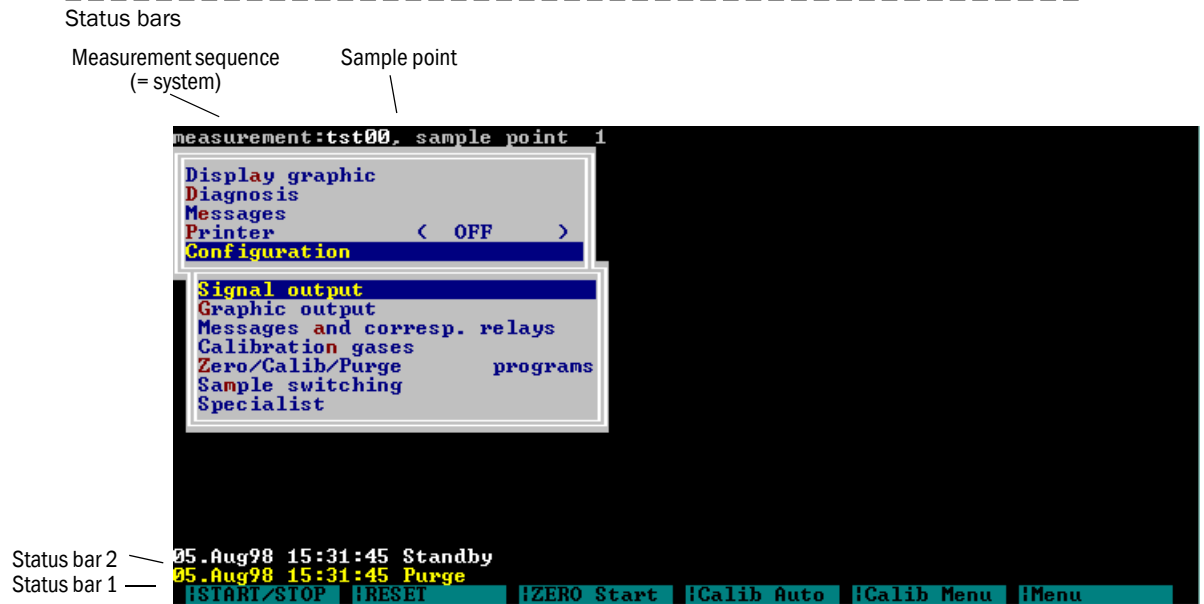 Status bars
Measurement sequence
(= system)
Sample point
measurement:tst00, sample point 1
Display graphic
Diagnosis
Messages
Printer < OFF >
Configuration
Signal output
Graphic output
Messages and corresp. relays
Calibration gases
Zero/Calib/Purge programs
Sample switching
Specialist
Status bar 2
05.Aug98 15:31:45 Standby
Status bar 1
05.Aug98 15:31:45 Purge
¦START/STOP ¦RESET ¦ZERO Start ¦Calib Auto ¦Calib Menu ¦Menu